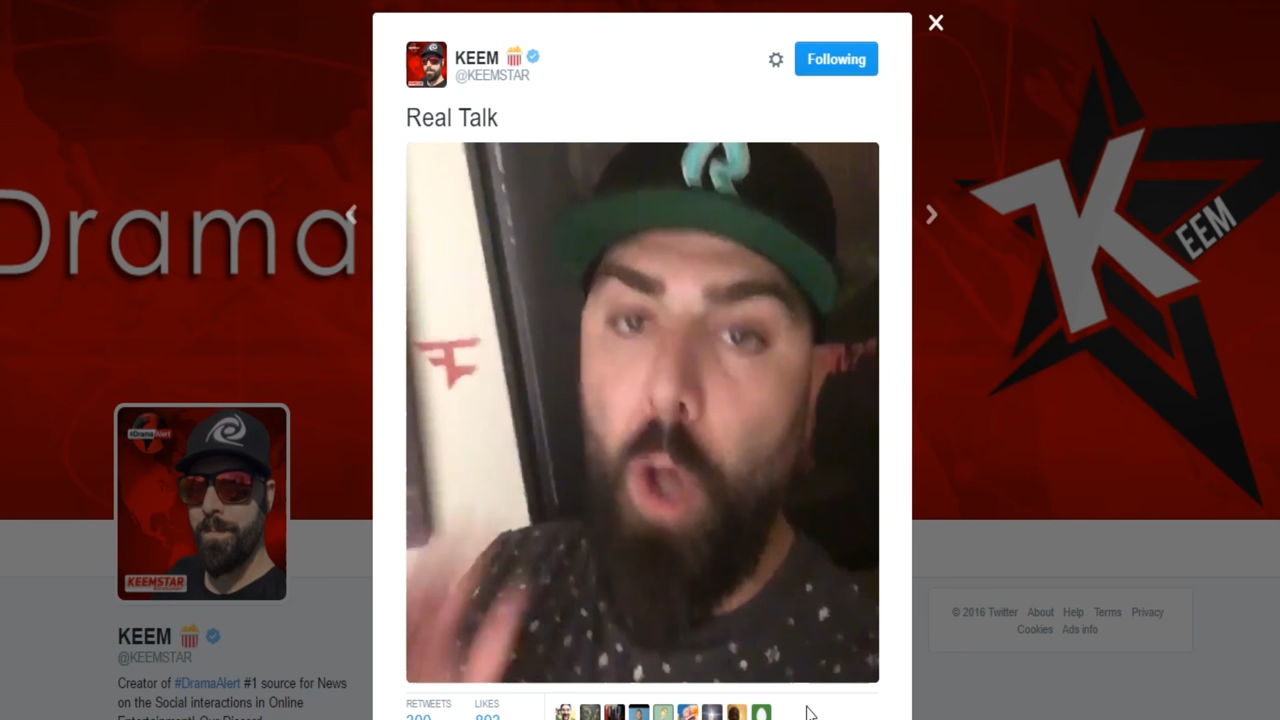 KEEM
@KEEMSTAR
Following
Real Talk
Drama
K
EEM
#DramaAlert
KEEMSTAR
KEEM
@KEEMSTAR
Creator of #DramaAlert #1 source for News
on the Social interactions in Online
© 2016 Twitter About Help Terms Privacy
Cookies Ads info
RETWEETS LIKES